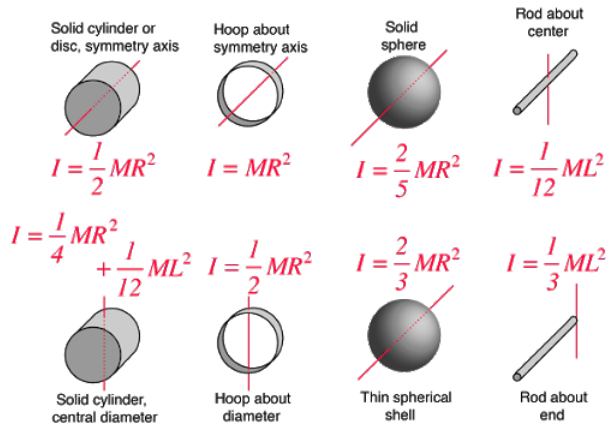 Solid cylinder or
disc, symmetry axis
Hoop about
symmetry axis
Solid
sphere
Rod about
center
I = 1/2 MR²
I = MR²
I = 2/5 MR²
I = 1/12 ML²
I = 1/4 MR²
+ 1/12 ML²
I = 1/2 MR²
I = 2/3 MR²
I = 1/3 ML²
Solid cylinder,
central diameter
Hoop about
diameter
Thin spherical
shell
Rod about
end